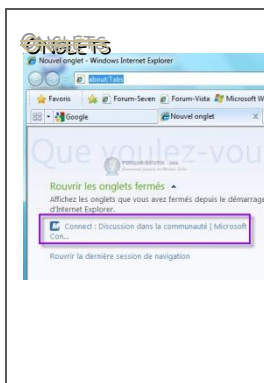 ONGLETS
Nouvel onglet - Windows Internet Explorer
about:Tabs
Favoris Forum-Seven Forum-Vista Microsoft W
Google Nouvel onglet X
Que voulez-vou
Rouvrir les onglets fermés
Affichez les onglets que vous avez fermés depuis le démarrage
d'Internet Explorer.
Connect : Discussion dans la communauté | Microsoft
Con...
Rouvrir la dernière session de navigation